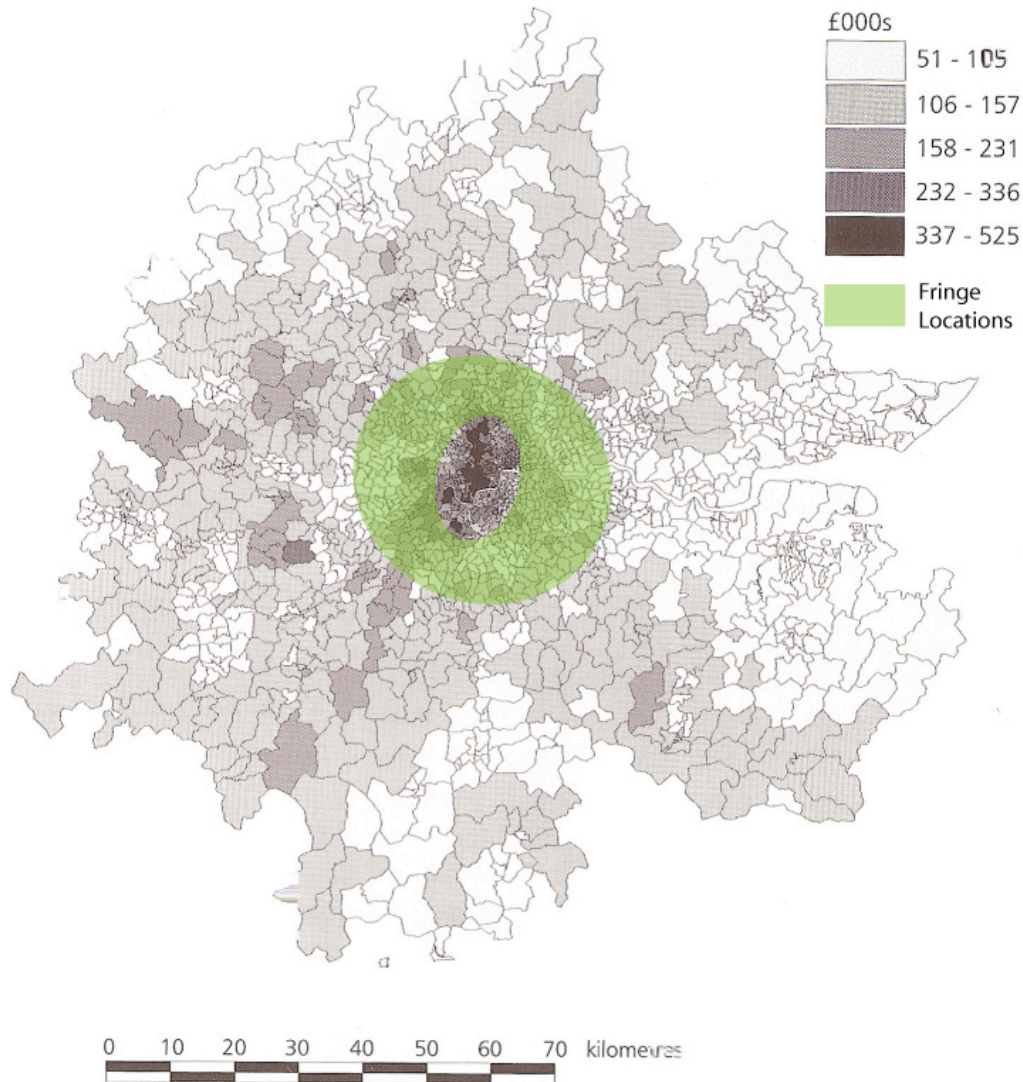 £000s
51 - 105
106 - 157
158 - 231
232 - 336
337 - 525
Fringe
Locations
0 10 20 30 40 50 60 70 kilometres